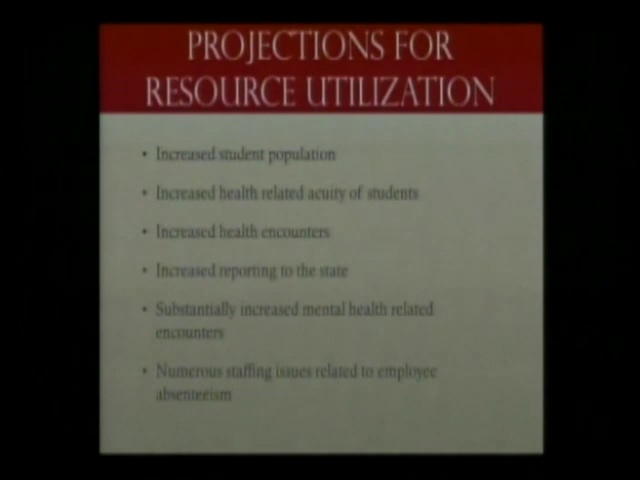 PROJECTIONS FOR
RESOURCE UTILIZATION
• Increased student population
• Increased health related acuity of students
• Increased health encounters
• Increased reporting to the state
• Substantially increased mental health related
encounters
• Numerous staffing issues related to employee
absenteeism